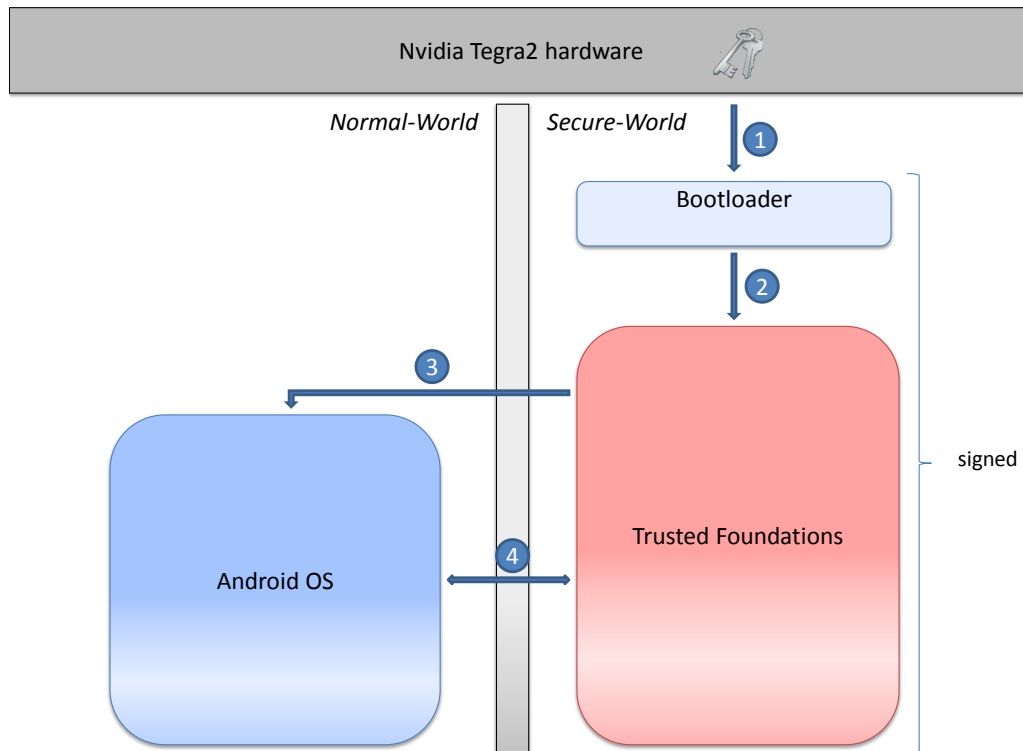 Nvidia Tegra2 hardware
Normal-World
Secure-World
1
Bootloader
2
3
signed
Trusted Foundations
4
Android OS